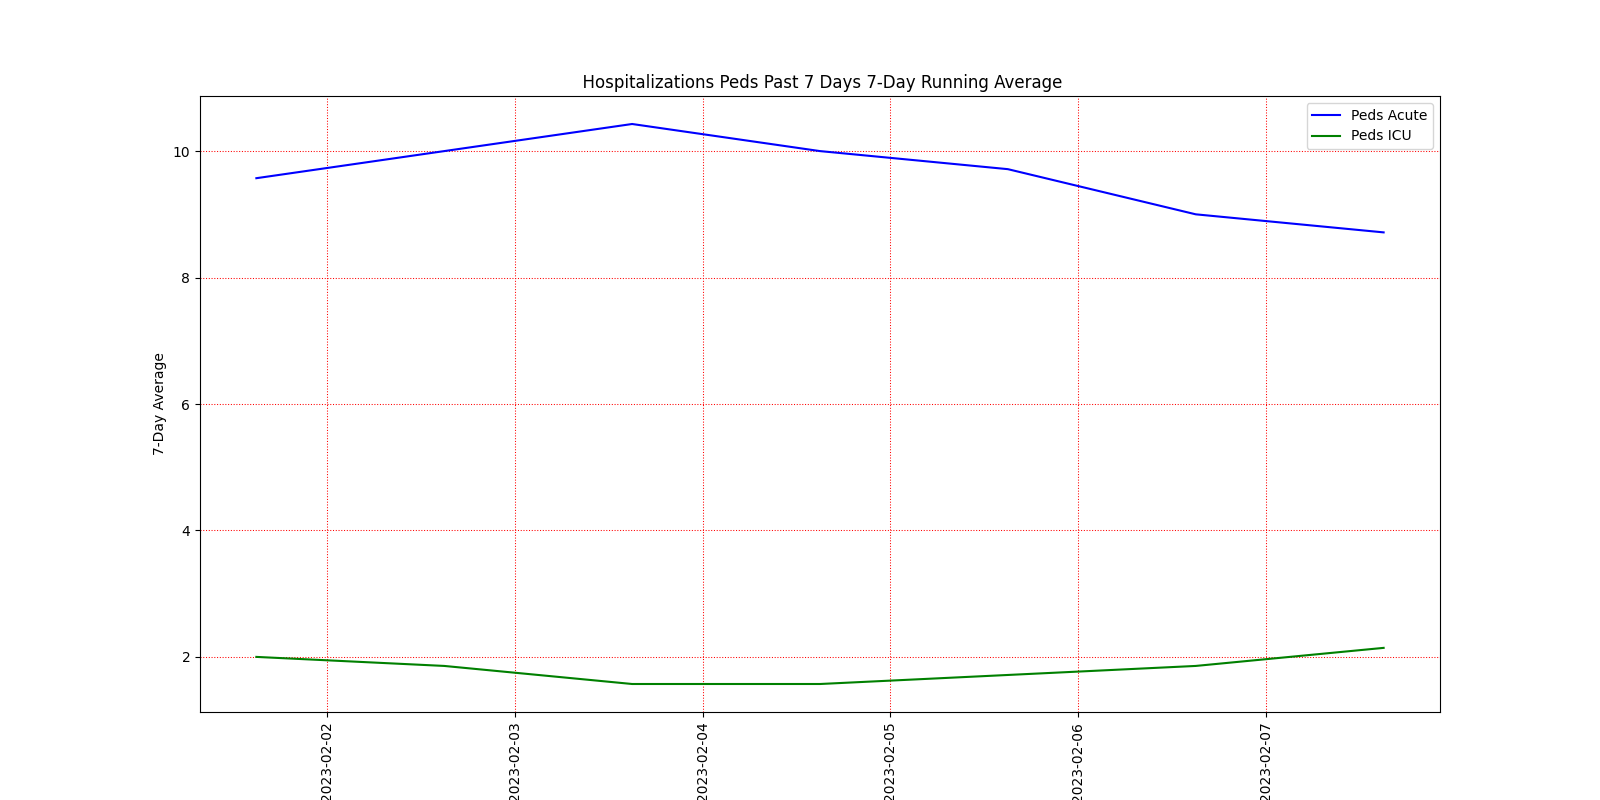 Hospitalizations Peds Past 7 Days 7-Day Running Average
Peds Acute
Peds ICU
7-Day Average
10
8
6
4
2
2023-02-02
2023-02-03
2023-02-04
2023-02-05
2023-02-06
2023-02-07